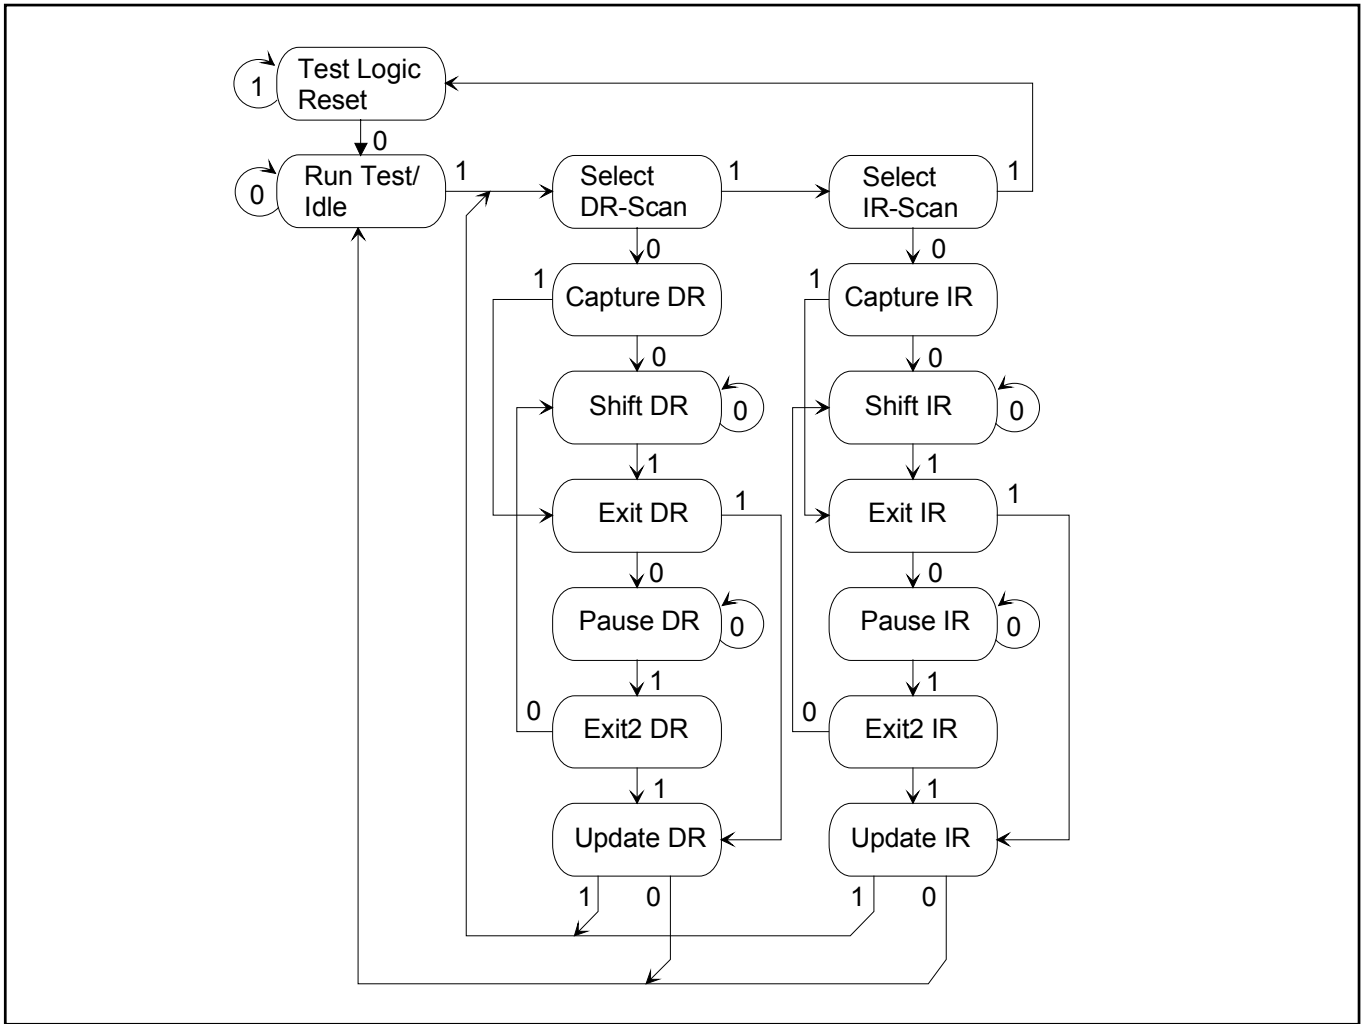 Test Logic
Reset
1
0
Run Test/
Idle
0
1
Select
DR-Scan
1
Select
IR-Scan
1
0
0
1
Capture DR
1
Capture IR
0
0
Shift DR
0
Shift IR
0
1
1
Exit DR
1
Exit IR
1
0
0
Pause DR
0
Pause IR
0
1
1
0
Exit2 DR
0
Exit2 IR
1
1
Update DR
Update IR
1
0
1
0